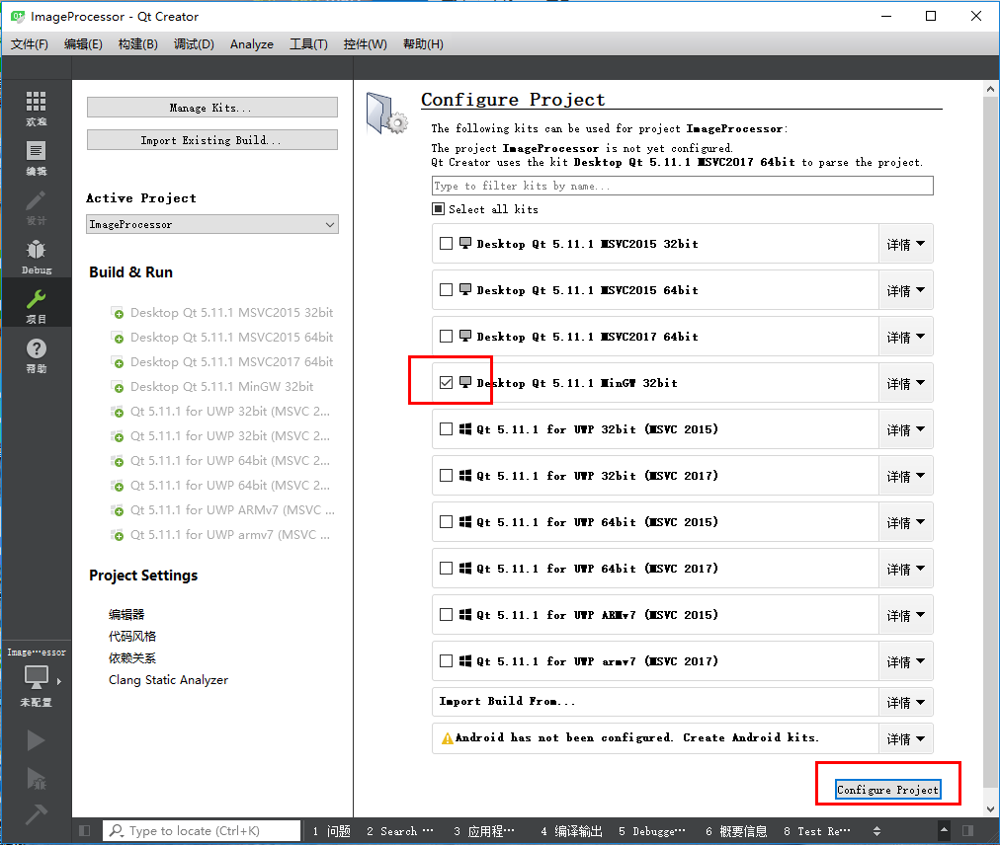 ImageProcessor - Qt Creator
文件(F) 编辑(E) 构建(B) 调试(D) Analyze 工具(T) 控件(W) 帮助(H)
欢迎
编辑
设计
Debug
项目
帮助
Image···essor
未配置
Manage Kits...
Import Existing Build...
Active Project
ImageProcessor
Build & Run
Desktop Qt 5.11.1 MSVC2015 32bit
Desktop Qt 5.11.1 MSVC2015 64bit
Desktop Qt 5.11.1 MSVC2017 64bit
Desktop Qt 5.11.1 MinGW 32bit
Qt 5.11.1 for UWP 32bit (MSVC 2...
Qt 5.11.1 for UWP 32bit (MSVC 2...
Qt 5.11.1 for UWP 64bit (MSVC 2...
Qt 5.11.1 for UWP 64bit (MSVC 2...
Qt 5.11.1 for UWP ARMv7 (MSVC ...
Qt 5.11.1 for UWP armv7 (MSVC ...
Project Settings
编辑器
代码风格
依赖关系
Clang Static Analyzer
Configure Project
The following kits can be used for project ImageProcessor:
The project ImageProcessor is not yet configured.
Qt Creator uses the kit Desktop Qt 5.11.1 MSVC2017 64bit to parse the project.
Type to filter kits by name...
Select all kits
Desktop Qt 5.11.1 MSVC2015 32bit 详情
Desktop Qt 5.11.1 MSVC2015 64bit 详情
Desktop Qt 5.11.1 MSVC2017 64bit 详情
Desktop Qt 5.11.1 MinGW 32bit 详情
Qt 5.11.1 for UWP 32bit (MSVC 2015) 详情
Qt 5.11.1 for UWP 32bit (MSVC 2017) 详情
Qt 5.11.1 for UWP 64bit (MSVC 2015) 详情
Qt 5.11.1 for UWP 64bit (MSVC 2017) 详情
Qt 5.11.1 for UWP ARMv7 (MSVC 2015) 详情
Qt 5.11.1 for UWP armv7 (MSVC 2017) 详情
Import Build From... 详情
Android has not been configured. Create Android kits. 详情
Configure Project
Type to locate (Ctrl+K) 1 问题 2 Search ··· 3 应用程··· 4 编译输出 5 Debugge··· 6 概要信息 8 Test Re···